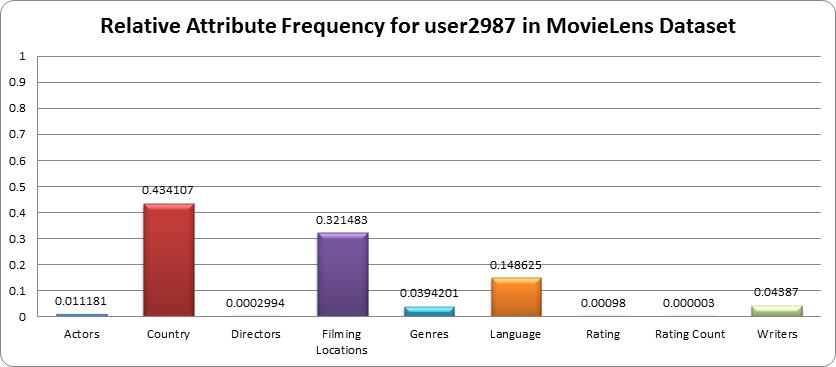 Relative Attribute Frequency for user2987 in MovieLens Dataset
1
0.9
0.8
0.7
0.6
0.5
0.4
0.3
0.2
0.1
0
0.011181
0.434107
0.0002994
0.321483
0.0394201
0.148625
0.00098
0.000003
0.04387
Actors
Country
Directors
Filming
Locations
Genres
Language
Rating
Rating Count
Writers